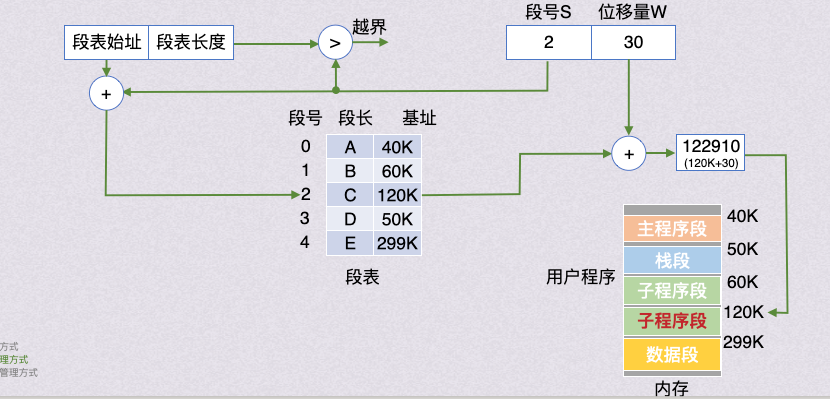 段号S 位移量W
段表始址 段表长度 > 越界 2 30
+
段号 段长 基址
0 A 40K
1 B 60K
2 C 120K
3 D 50K
4 E 299K
段表
+ 122910
(120K+30)
40K
主程序段
50K
栈段
用户程序
60K
子程序段
120K
子程序段
299K
数据段
内存
方式
理方式
管理方式